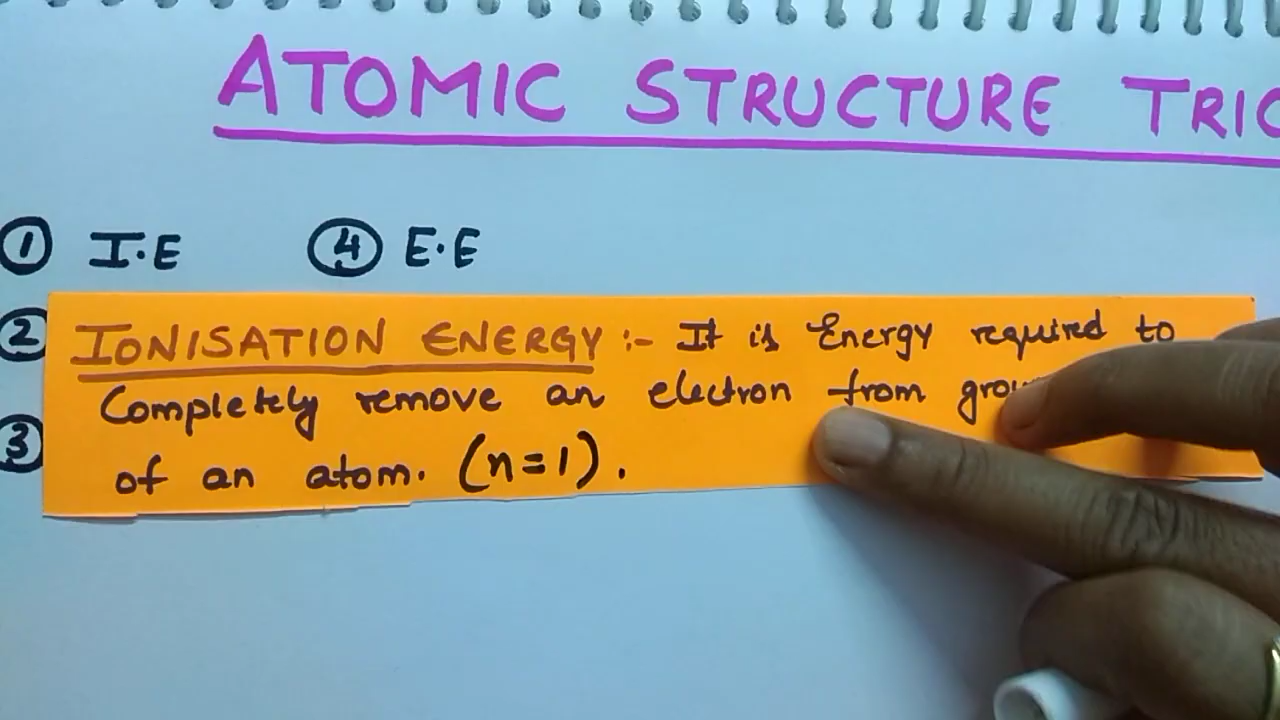 ATOMIC STRUCTURE
① I.E ④ E.E
②
③
IONISATION ENERGY :- It is Energy required to
Completely remove an electron from
of an atom. (n=1).